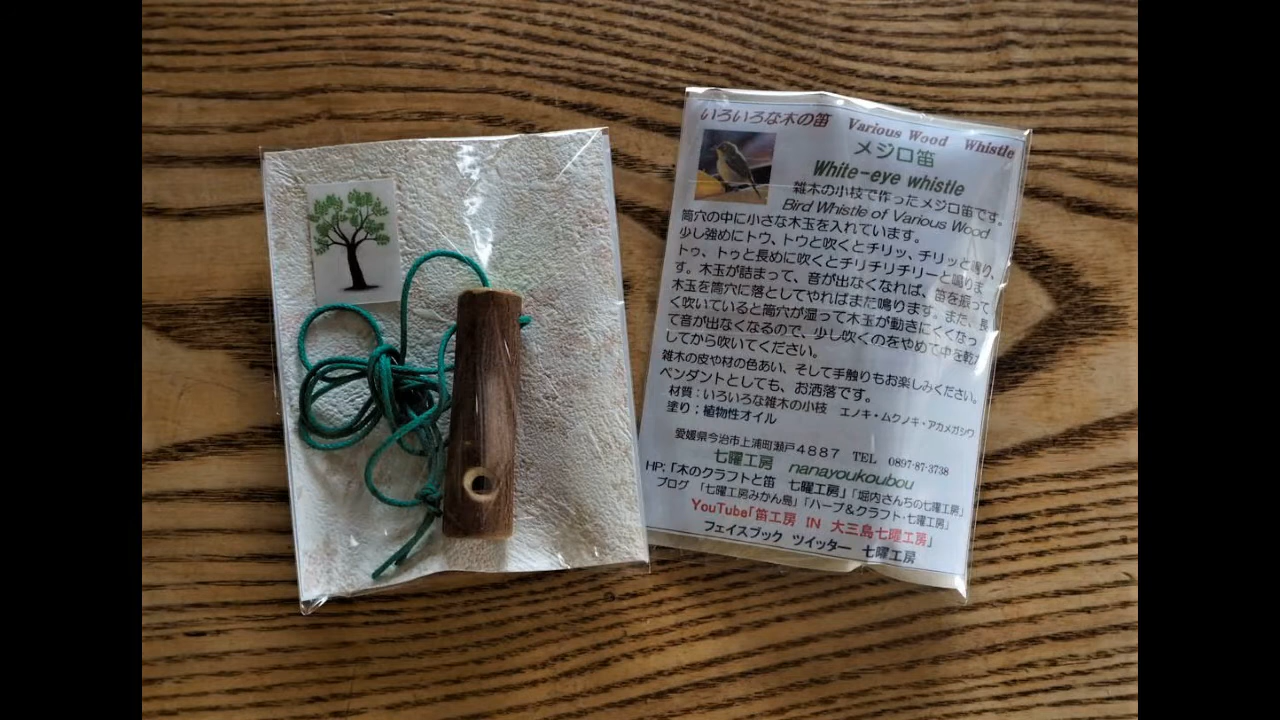 いろいろな木の笛　Various Wood Whistle
メジロ笛
White-eye whistle
雑木の小枝で作ったメジロ笛です。
Bird Whistle of Various Wood
筒穴の中に小さな木玉を入れています。
少し強めにトウ、トウと吹くとチリッ、チリッと鳴り、
トゥ、トゥと長めに吹くとチリチリチリーと鳴りま
す。木玉が詰まって、音が出なくなれば、笛を振って
木玉を筒穴に落としてやればまた鳴ります。また、長
く吹いていると筒穴が湿って木玉が動きにくくなっ
て音が出なくなるので、少し吹くのをやめて中を乾か
してから吹いてください。
雑木の皮や材の色あい、そして手触りもお楽しみください。
ペンダントとしても、お洒落です。
材質：いろいろな雑木の小枝　エノキ・ムクノキ・アカメガシワ
塗り；植物性オイル
愛媛県今治市上浦町瀬戸４８８７　TEL　0897-87-3738
七曜工房　nanayoukoubou
HP;「木のクラフトと笛　七曜工房」「堀内さんちの七曜工房」
ブログ　「七曜工房みかん島」「ハーブ＆クラフト・七曜工房」
YouTube「笛工房 IN 大三島七曜工房」
フェイスブック ツイッター　七曜工房